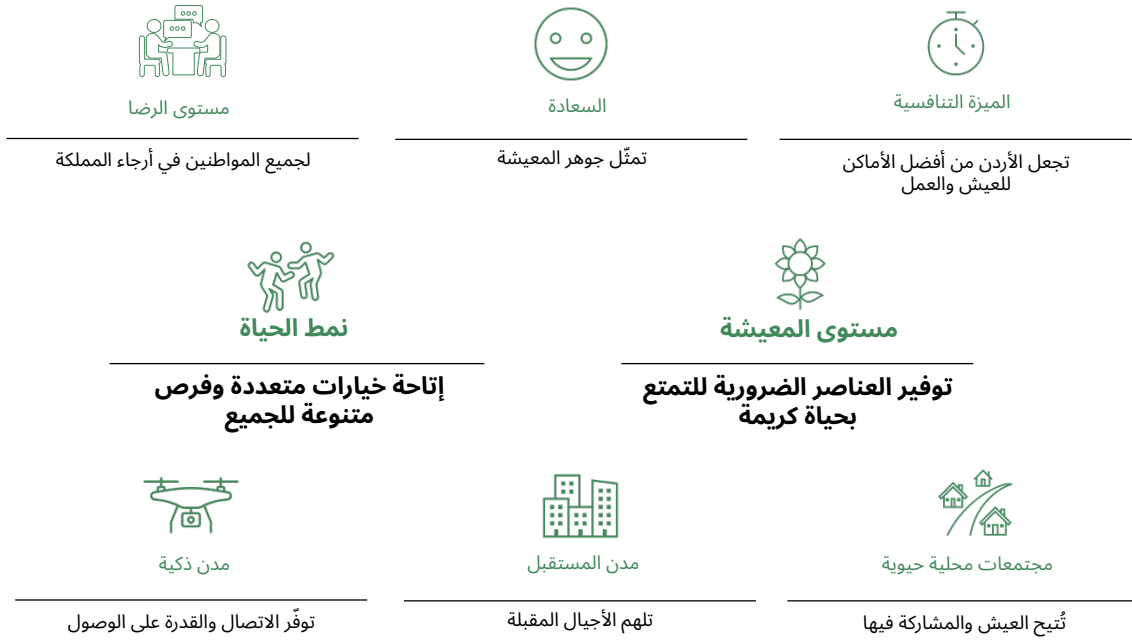 الميزة التنافسية
تجعل الأردن من أفضل الأماكن
للعيش والعمل
السعادة
تمثّل جوهر المعيشة
مستوى الرضا
لجميع المواطنين في أرجاء المملكة
مستوى المعيشة
توفير العناصر الضرورية للتمتع
بحياة كريمة
نمط الحياة
إتاحة خيارات متعددة وفرص
متنوعة للجميع
مجتمعات محلية حيوية
تُتيح العيش والمشاركة فيها
مدن المستقبل
تلهم الأجيال المقبلة
مدن ذكية
توفّر الاتصال والقدرة على الوصول